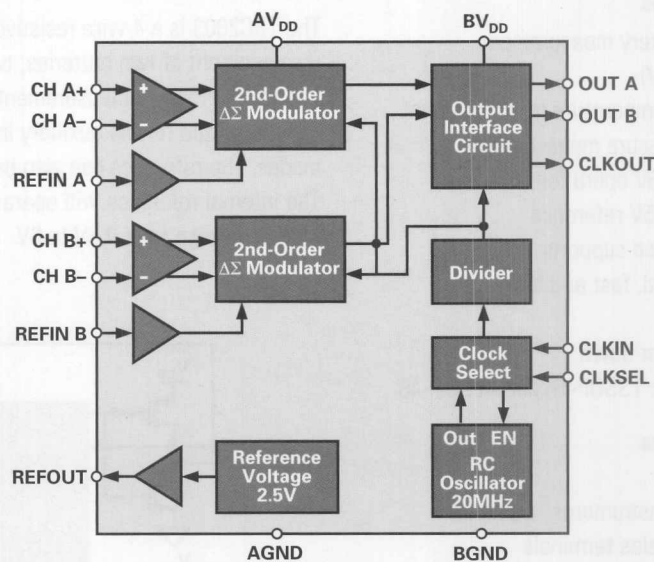 AVDD
BVDD
CH A+
CH A–
REFIN A
CH B+
CH B–
REFIN B
REFOUT
+
–
2nd-Order
ΔΣ Modulator
+
–
2nd-Order
ΔΣ Modulator
Reference
Voltage
2.5V
Output
Interface
Circuit
Divider
Clock
Select
Out EN
RC
Oscillator
20MHz
OUT A
OUT B
CLKOUT
CLKIN
CLKSEL
AGND
BGND